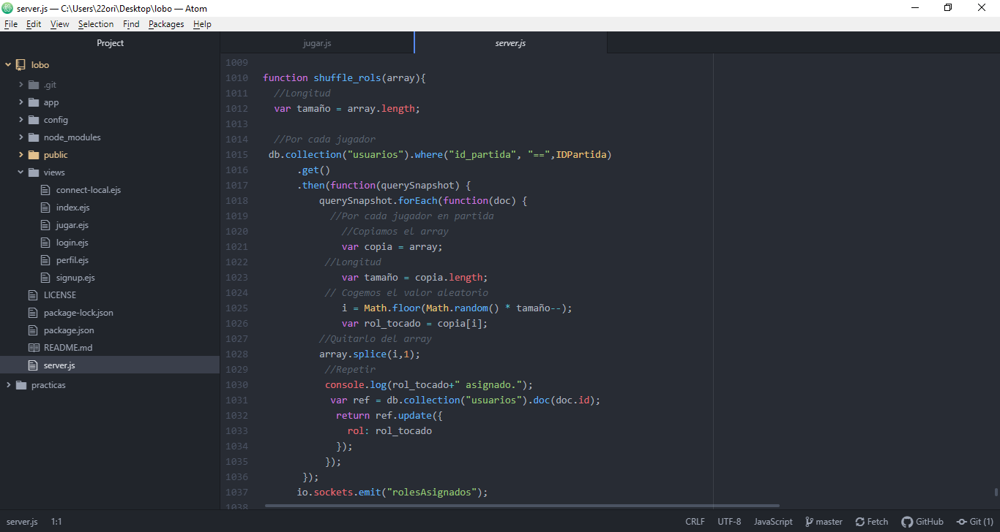 server.js — C:\Users\22ori\Desktop\lobo — Atom
File Edit View Selection Find Packages Help
Project
lobo
.git
app
config
node_modules
public
views
connect-local.ejs
index.ejs
jugar.ejs
login.ejs
perfil.ejs
signup.ejs
LICENSE
package-lock.json
package.json
README.md
server.js
practicas
jugar.js server.js
1009
1010 function shuffle_rols(array){
1011 //Longitud
1012 var tamaño = array.length;
1013
1014 //Por cada jugador
1015 db.collection("usuarios").where("id_partida", "==",IDPartida)
1016 .get()
1017 .then(function(querySnapshot) {
1018 querySnapshot.forEach(function(doc) {
1019 //Por cada jugador en partida
1020 //Copiamos el array
1021 var copia = array;
1022 //Longitud
1023 var tamaño = copia.length;
1024 // Cogemos el valor aleatorio
1025 i = Math.floor(Math.random() * tamaño--);
1026 var rol_tocado = copia[i];
1027 //Quitarlo del array
1028 array.splice(i,1);
1029 //Repetir
1030 console.log(rol_tocado+" asignado.");
1031 var ref = db.collection("usuarios").doc(doc.id);
1032 return ref.update({
1033 rol: rol_tocado
1034 });
1035 });
1036 });
1037 io.sockets.emit("rolesAsignados");
1038
server.js 1:1 CRLF UTF-8 JavaScript master Fetch GitHub Git (1)